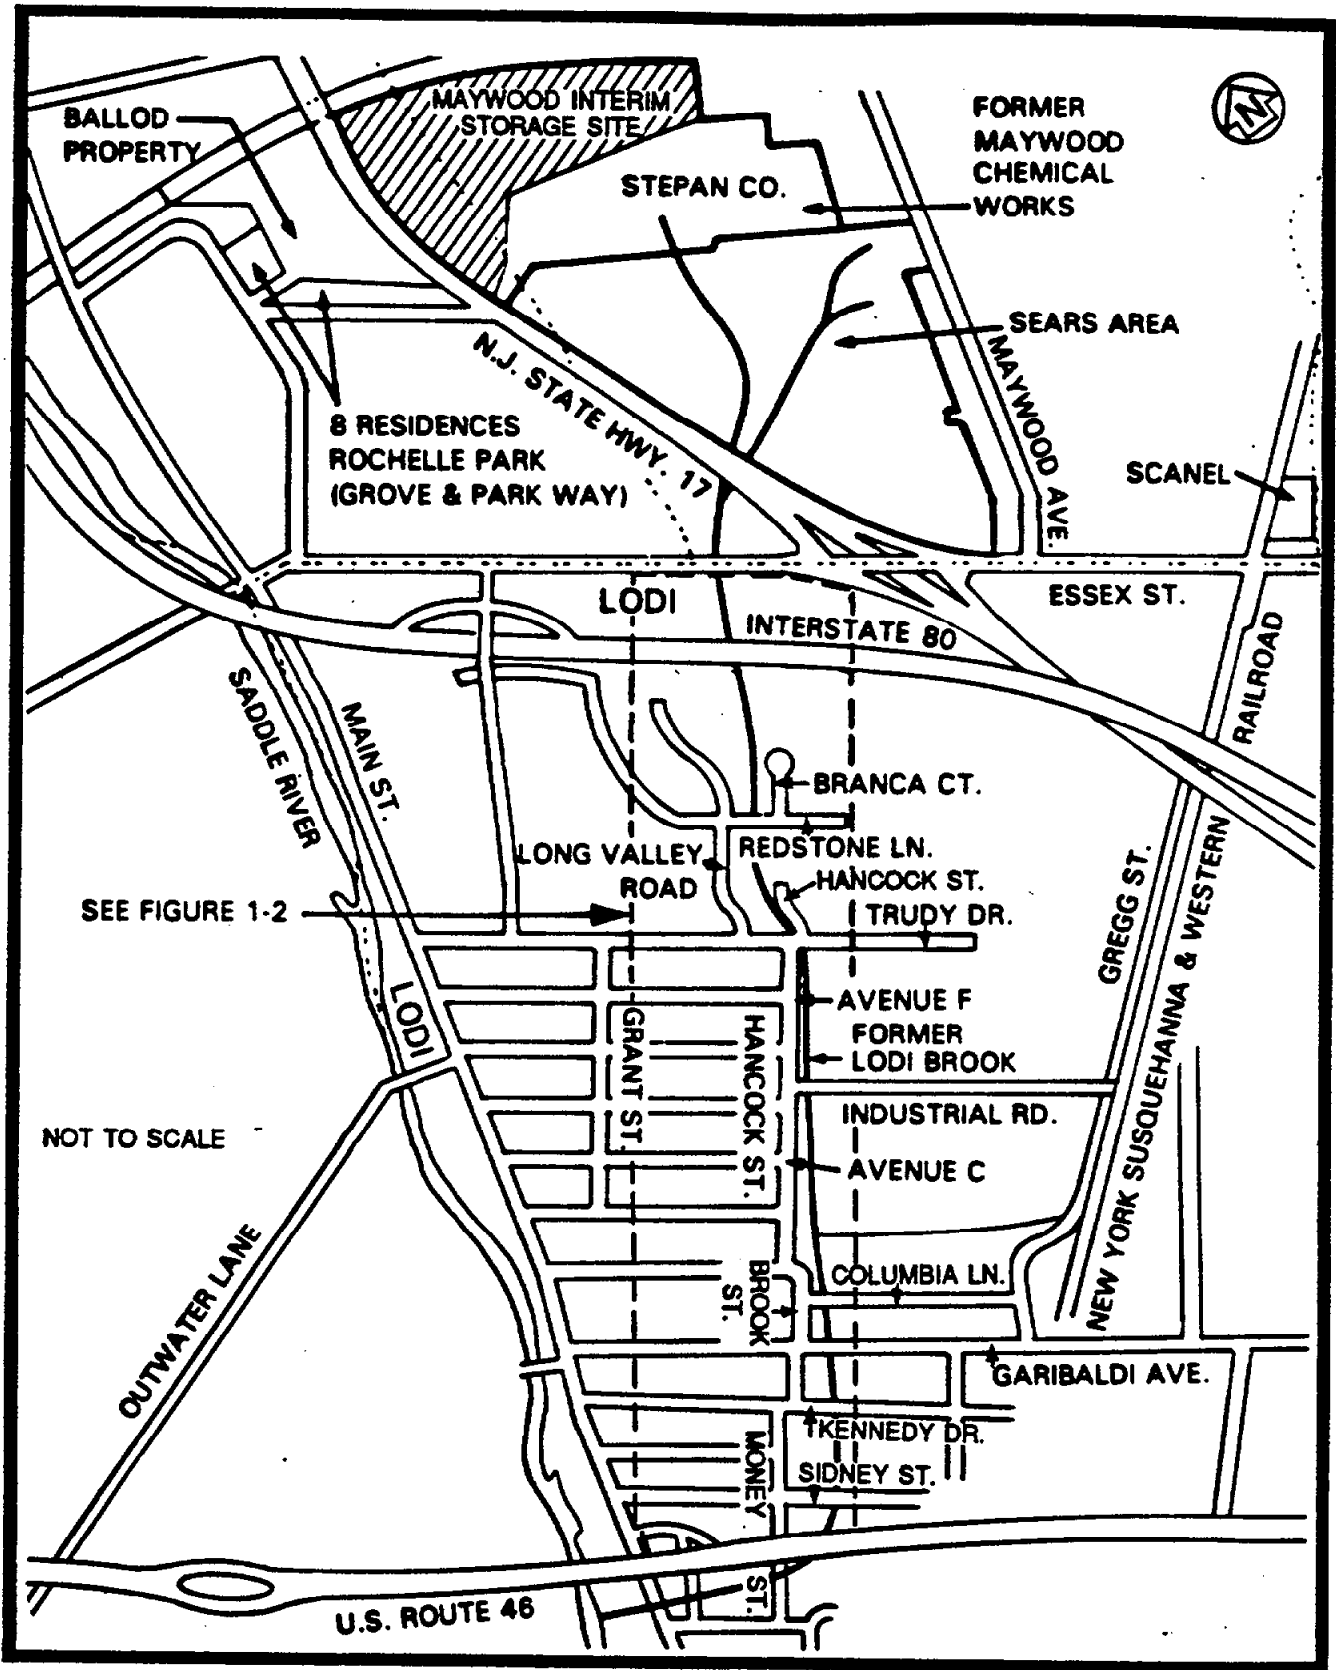 MAYWOOD INTERIM
STORAGE SITE
BALLOD
PROPERTY
N
FORMER
MAYWOOD
CHEMICAL
WORKS
STEPAN CO.
SEARS AREA
N.J. STATE HWY. 17
MAYWOOD AVE.
8 RESIDENCES
ROCHELLE PARK
(GROVE & PARK WAY)
SCANEL
ESSEX ST.
LODI
INTERSTATE 80
SADDLE RIVER
MAIN ST.
BRANCA CT.
REDSTONE LN.
LONG VALLEY
ROAD
HANCOCK ST.
TRUDY DR.
SEE FIGURE 1-2
GREGG ST.
NEW YORK SUSQUEHANNA & WESTERN RAILROAD
LODI
GRANT ST.
HANCOCK ST.
AVENUE F
FORMER
LODI BROOK
INDUSTRIAL RD.
NOT TO SCALE
AVENUE C
OUTWATER LANE
BROOK
ST.
COLUMBIA LN.
GARIBALDI AVE.
KENNEDY DR.
MONEY ST.
SIDNEY ST.
U.S. ROUTE 46